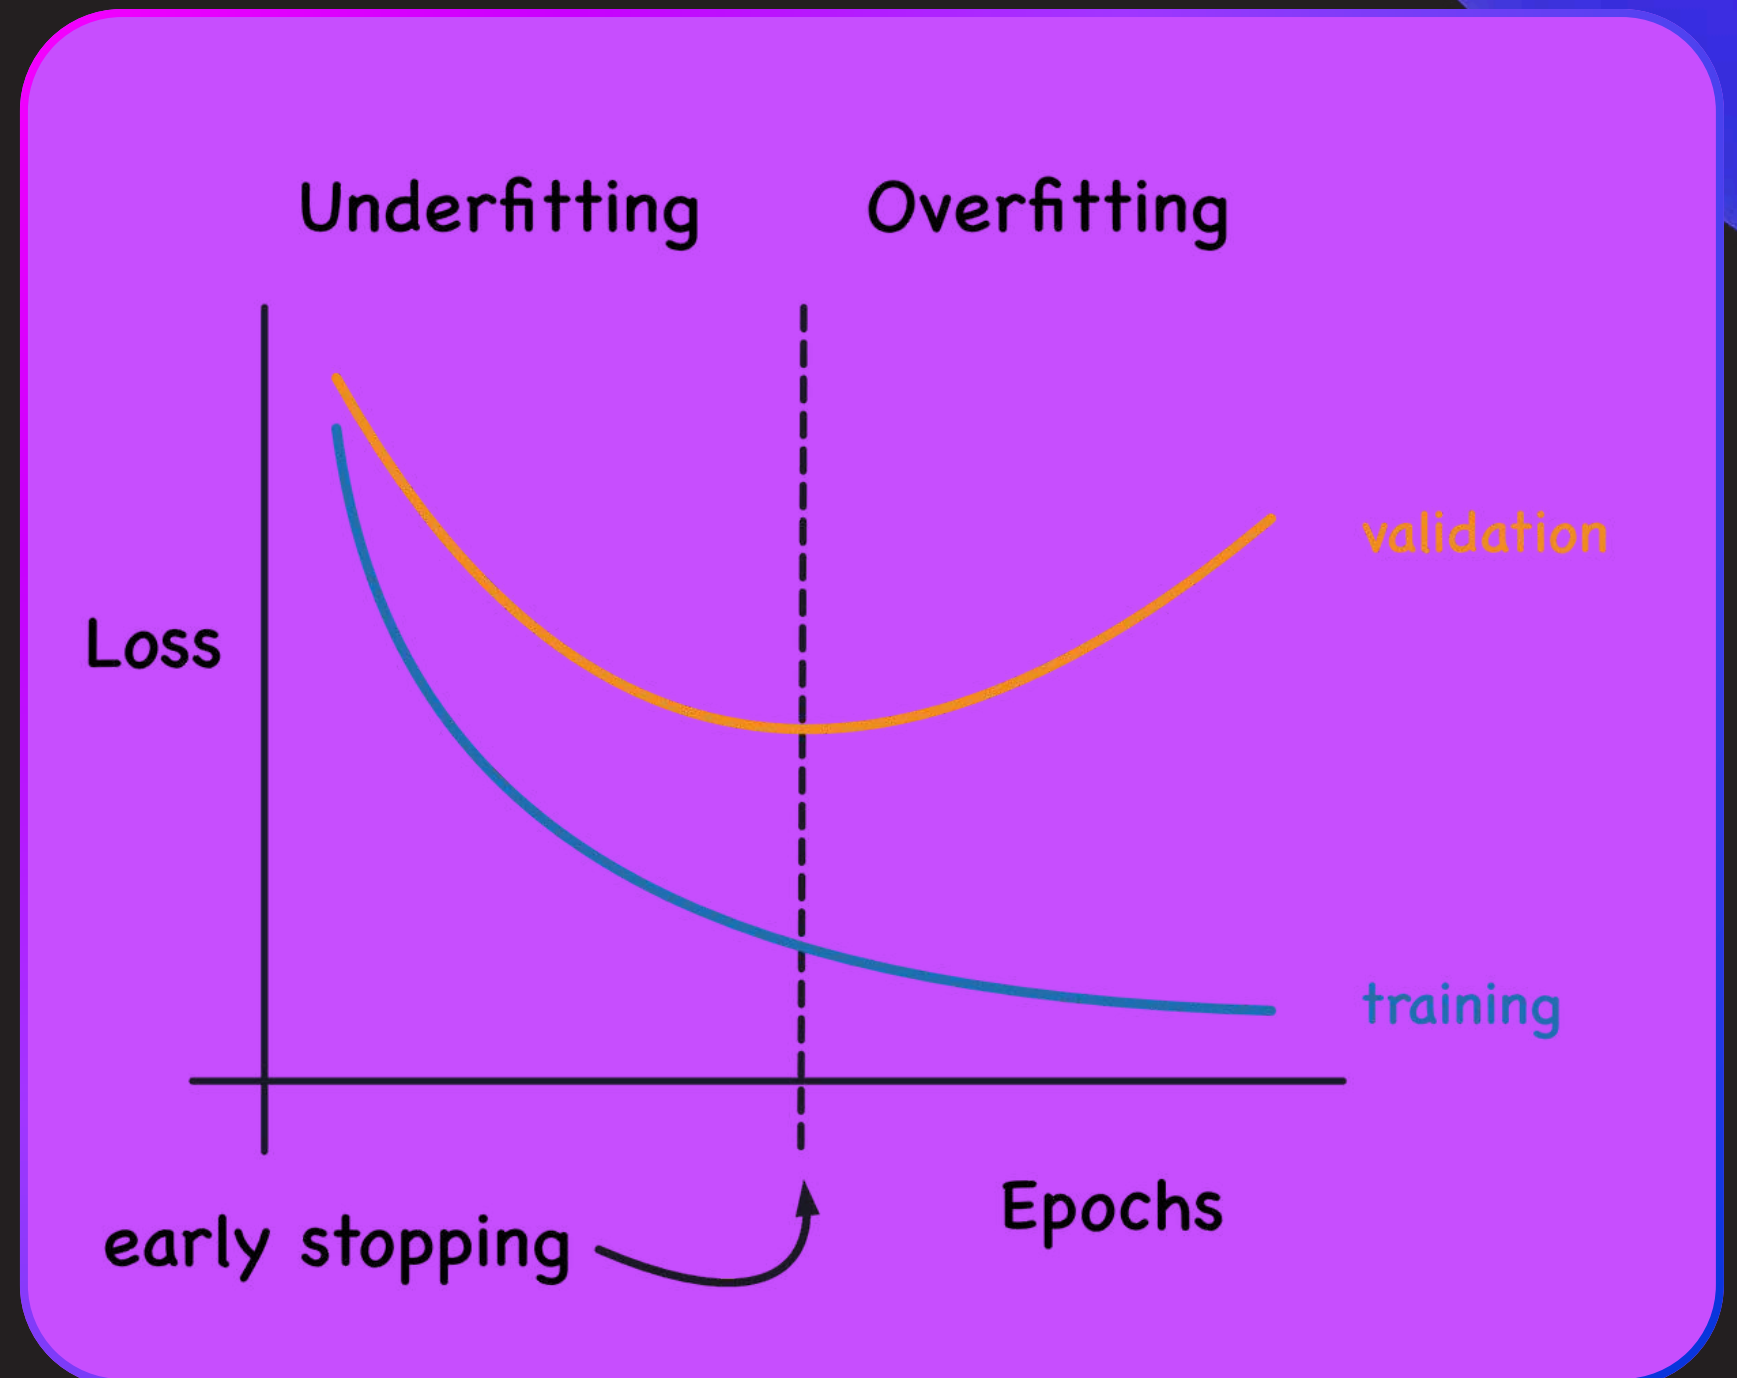 Underfitting
Overfitting
Loss
validation
training
Epochs
early stopping